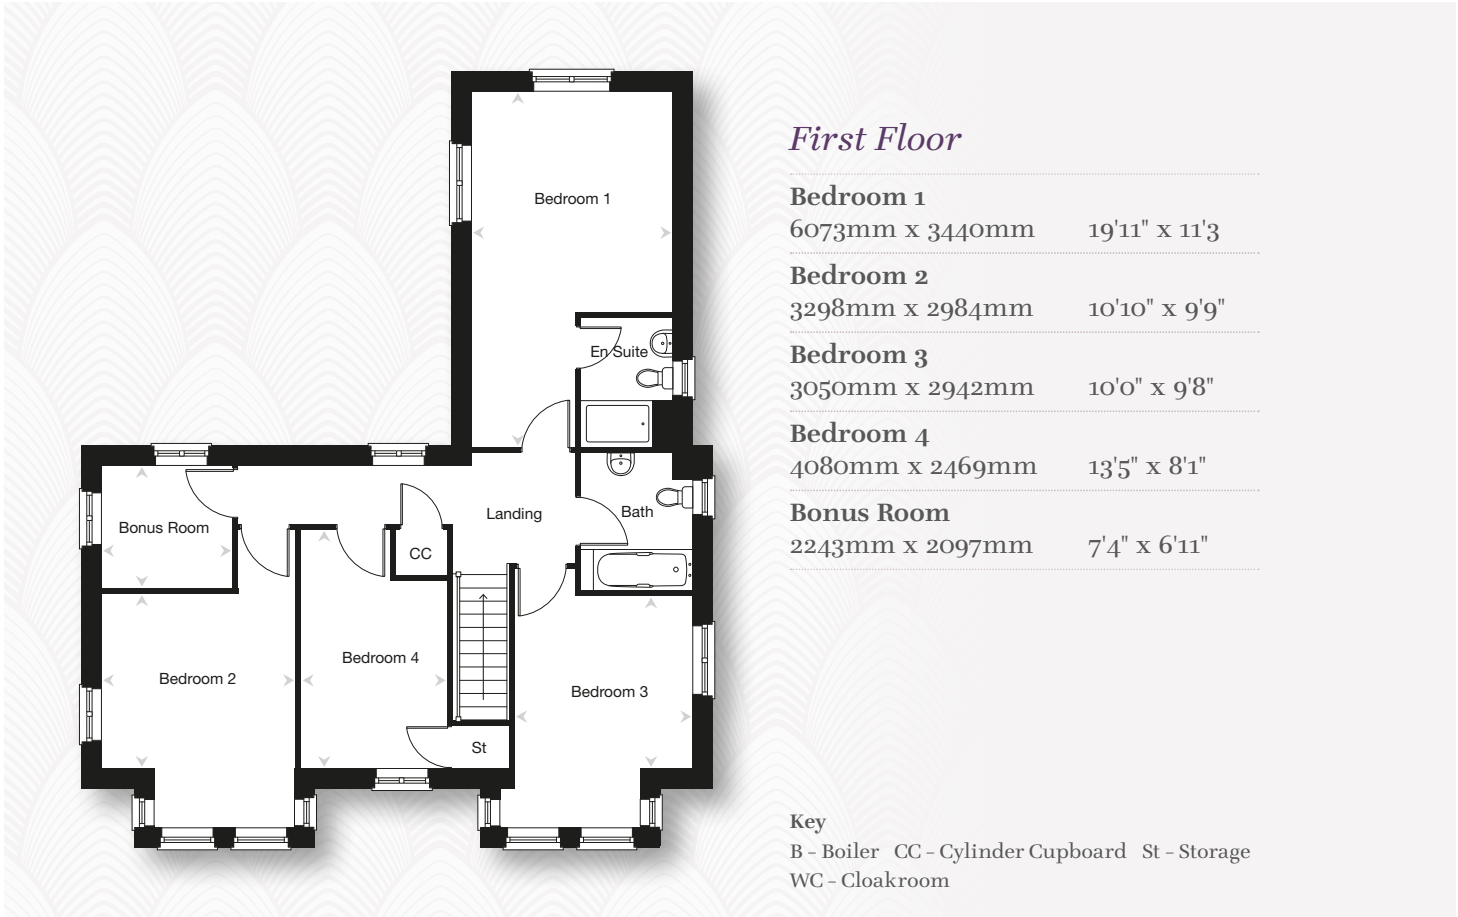 Bedroom 1
En Suite
Bonus Room
Landing
Bath
CC
Bedroom 2
Bedroom 4
Bedroom 3
St
First Floor
Bedroom 1
6073mm x 3440mm 19'11" x 11'3
Bedroom 2
3298mm x 2984mm 10'10" x 9'9"
Bedroom 3
3050mm x 2942mm 10'0" x 9'8"
Bedroom 4
4080mm x 2469mm 13'5" x 8'1"
Bonus Room
2243mm x 2097mm 7'4" x 6'11"
Key
B – Boiler CC – Cylinder Cupboard St – Storage
WC – Cloakroom